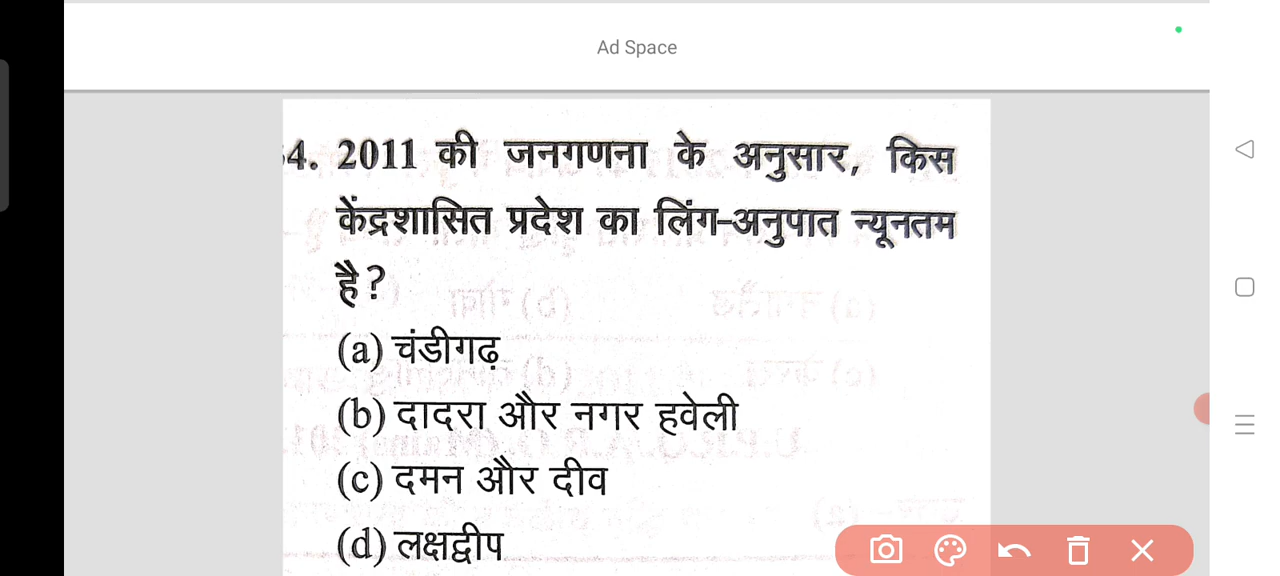 Ad Space
4. 2011 की जनगणना के अनुसार, किस
केंद्रशासित प्रदेश का लिंग-अनुपात न्यूनतम
है?
(a) चंडीगढ़
(b) दादरा और नगर हवेली
(c) दमन और दीव
(d) लक्षद्वीप